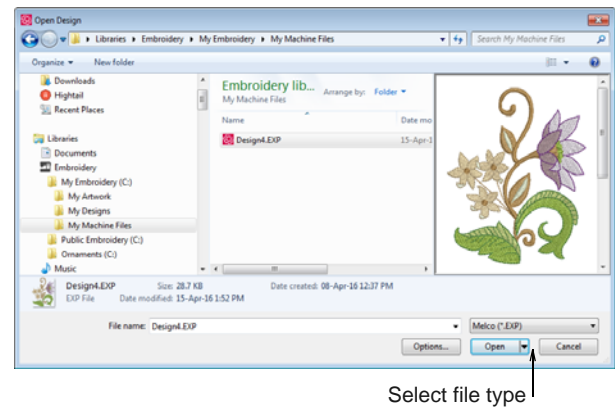 Open Design
Libraries ▸ Embroidery ▸ My Embroidery ▸ My Machine Files
Search My Machine Files
Organize
New folder
Downloads
Hightail
Recent Places
Libraries
Documents
Embroidery
My Embroidery (C:)
My Artwork
My Designs
My Machine Files
Public Embroidery (C:)
Ornaments (C:)
Music
Embroidery lib...
My Machine Files
Arrange by: Folder
Name Date mo
Design4.EXP 15-Apr-1
Design4.EXP Size: 28.7 KB Date created: 08-Apr-16 12:37 PM
EXP File Date modified: 15-Apr-16 1:52 PM
File name: Design4.EXP Melco (*.EXP)
Options... Open Cancel
Select file type